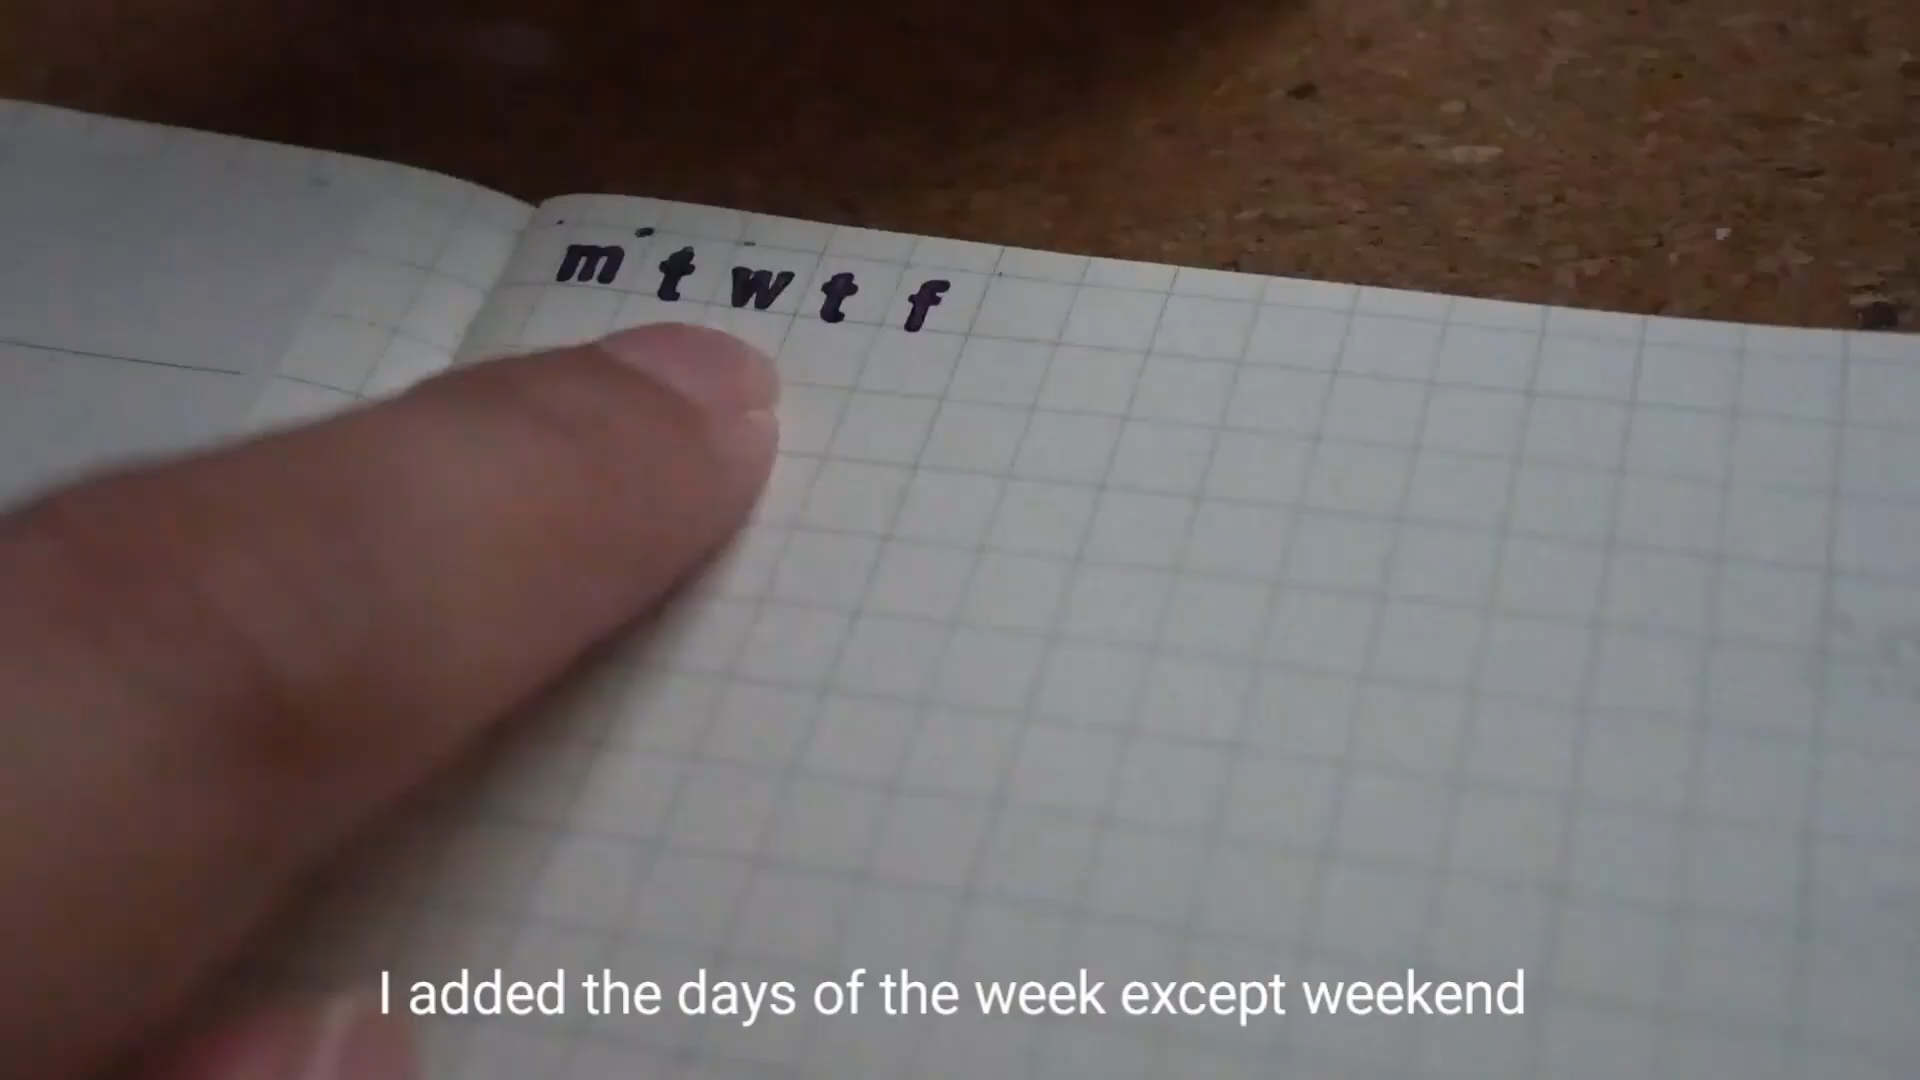 m t w t f
I added the days of the week except weekend